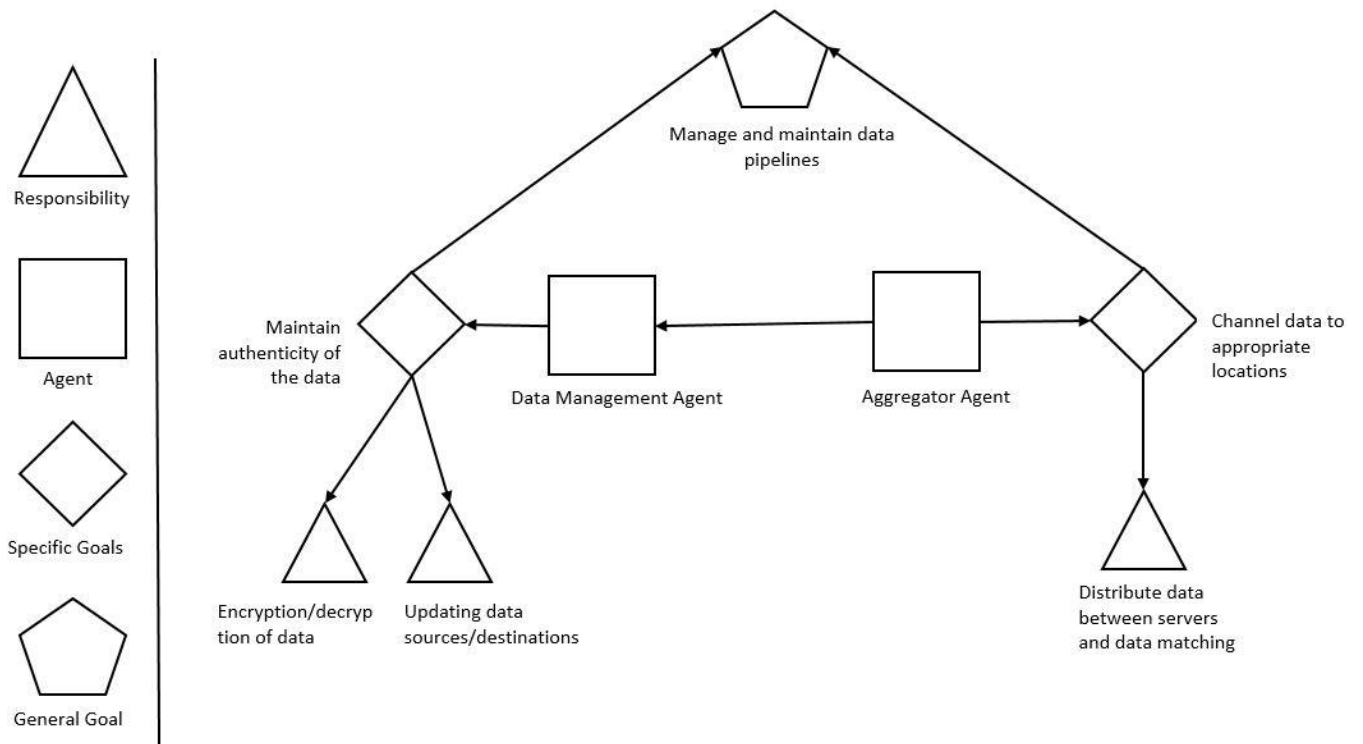 Responsibility
Agent
Specific Goals
General Goal
Manage and maintain data
pipelines
Maintain
authenticity of
the data
Data Management Agent
Aggregator Agent
Channel data to
appropriate
locations
Encryption/decryp
tion of data
Updating data
sources/destinations
Distribute data
between servers
and data matching